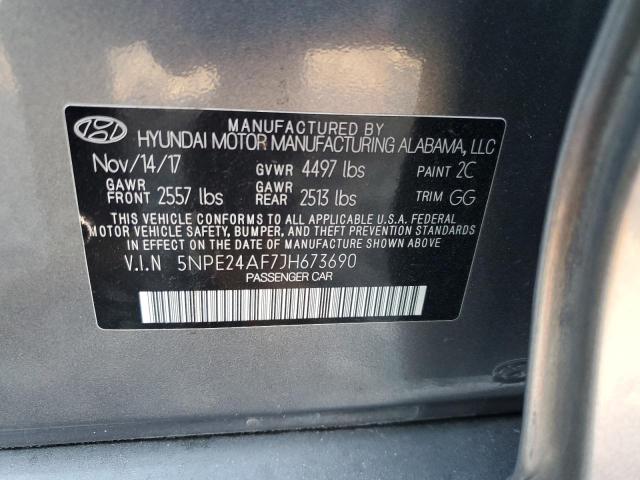 MANUFACTURED BY
HYUNDAI MOTOR MANUFACTURING ALABAMA, LLC
Nov/14/17 GVWR 4497 lbs PAINT 2C
GAWR FRONT 2557 lbs GAWR REAR 2513 lbs TRIM GG
THIS VEHICLE CONFORMS TO ALL APPLICABLE U.S.A. FEDERAL
MOTOR VEHICLE SAFETY, BUMPER, AND THEFT PREVENTION STANDARDS
IN EFFECT ON THE DATE OF MANUFACTURE SHOWN ABOVE.
V.I.N 5NPE24AF7JH673690
PASSENGER CAR